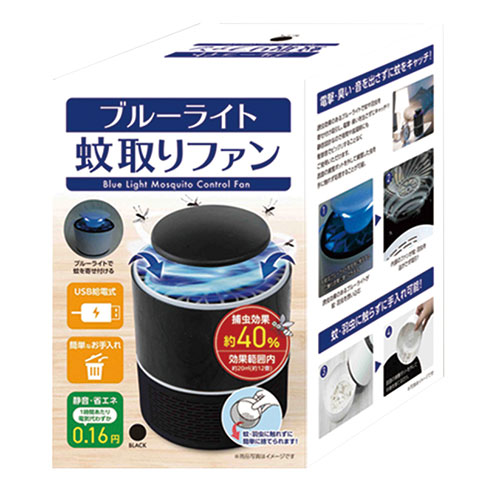 ブルーライト
蚊取りファン
Blue Light Mosquito Control Fan
ブルーライトで
蚊を寄せ付ける
USB給電式
簡単なお手入れ
静音・省エネ
1時間あたり
電気代わずか
0.16円
BLACK
捕虫効果
約40%
効果範囲内
約20㎡(約12畳)
蚊・羽虫に触れずに
簡単に捨てられます!
※商品写真はイメージです
電撃・臭い・音を出さずに蚊をキャッチ!
1
2
蚊・羽虫に触らずに手入れ可能!
3
4